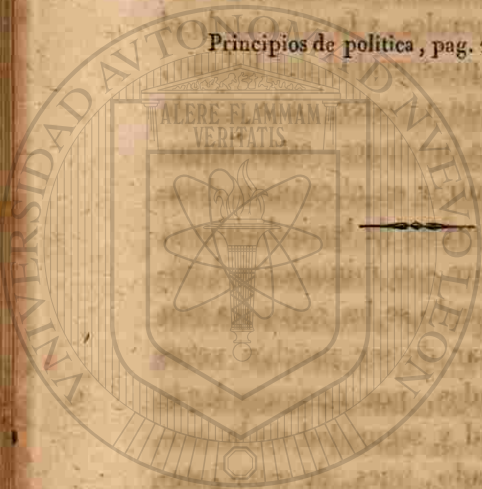 Principios de politica, pag.
UNIVERSIDAD AUTONOMA DE NUEVO LEON
ALERE FLAMMAM
VERITATIS